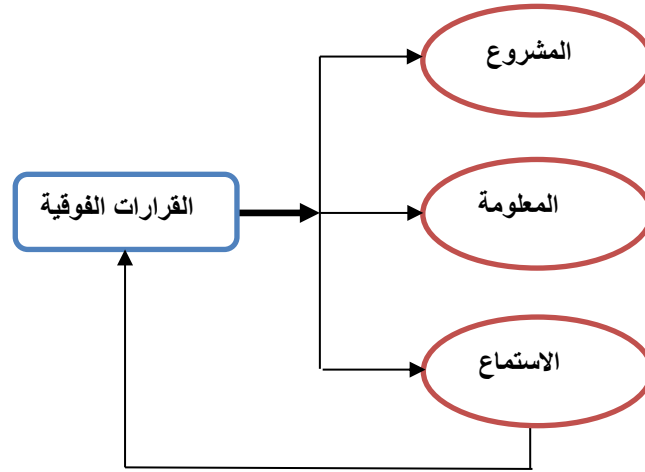 المشروع
القرارات الفوقية
المعلومة
الاستماع